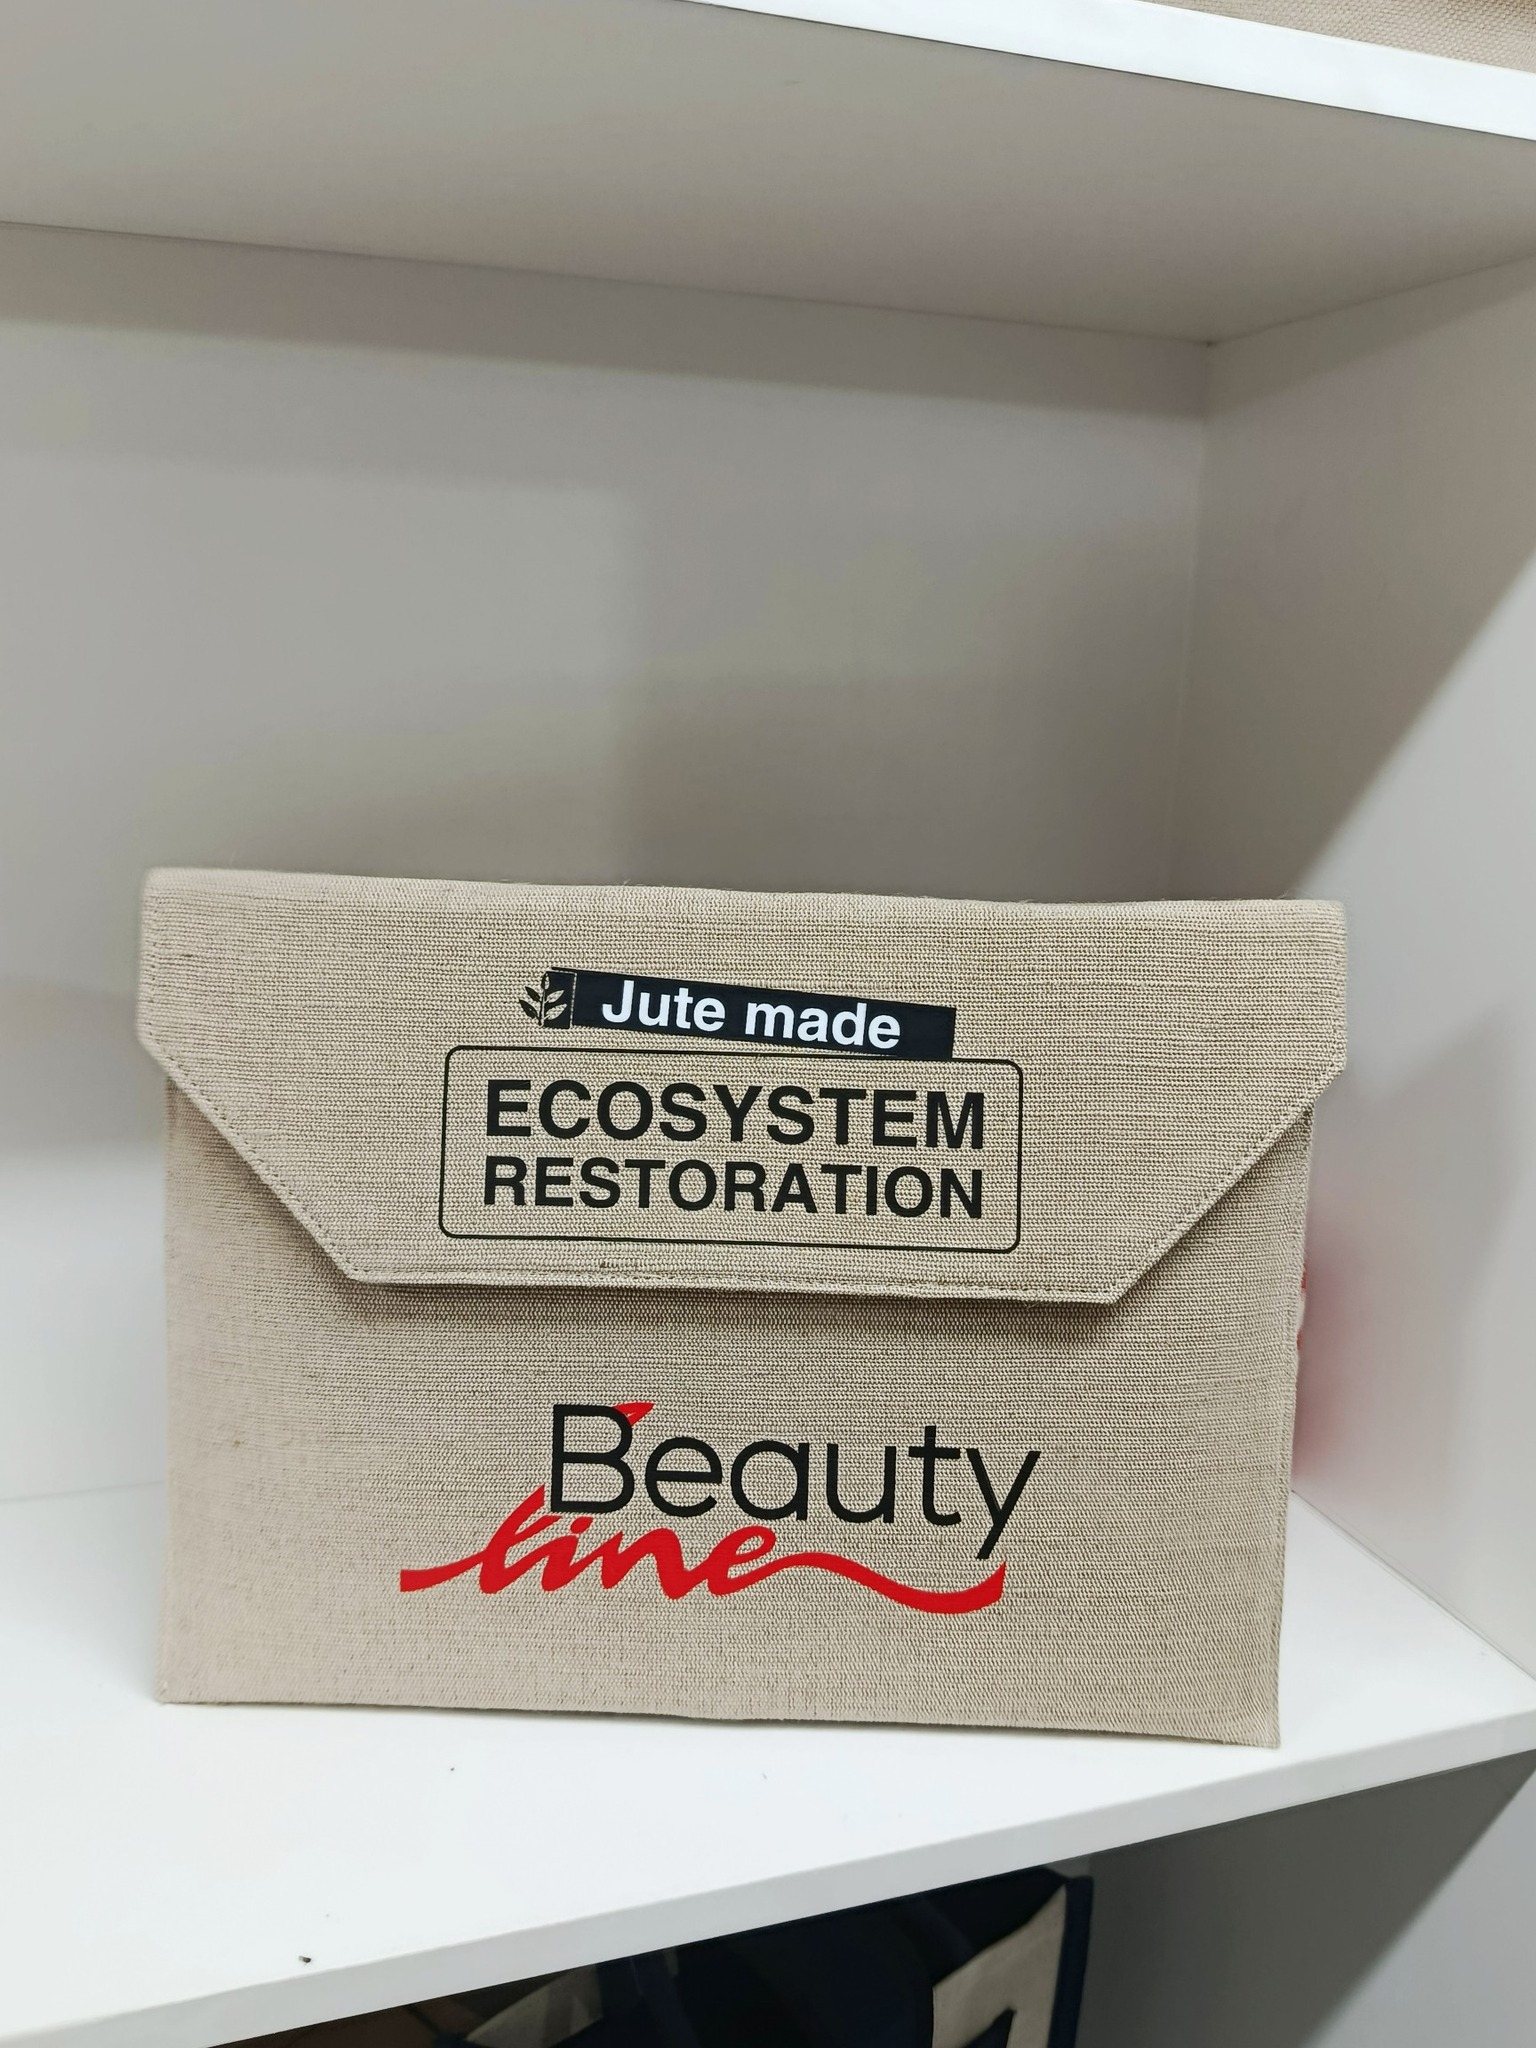 Jute made
ECOSYSTEM
RESTORATION
Beauty
line